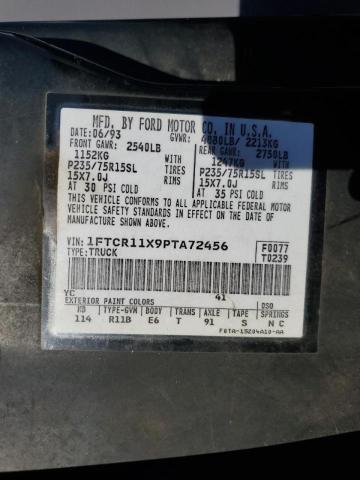 MFD. BY FORD MOTOR CO. IN U.S.A.
DATE: 06/93 GVWR: 4880LB/ 2213KG
FRONT GAWR: 2540LB REAR GAWR: 2750LB
1152KG WITH 1247KG WITH
P235/75R15SL TIRES P235/75R15SL TIRES
15X7.0J RIMS 15X7.0J RIMS
AT 30 PSI COLD AT 35 PSI COLD
THIS VEHICLE CONFORMS TO ALL APPLICABLE
FEDERAL MOTOR VEHICLE SAFETY STANDARDS IN EFFECT ON THE DATE OF
MANUFACTURE SHOWN ABOVE.
VIN: 1FTCR11X9PTA72456 F0077
TYPE: TRUCK T0239
YC 41
EXTERIOR PAINT COLORS DSO
WB TYPE-GVW BODY TRANS AXLE TAPE SPRINGS
114 R11B E6 T 91 S N C